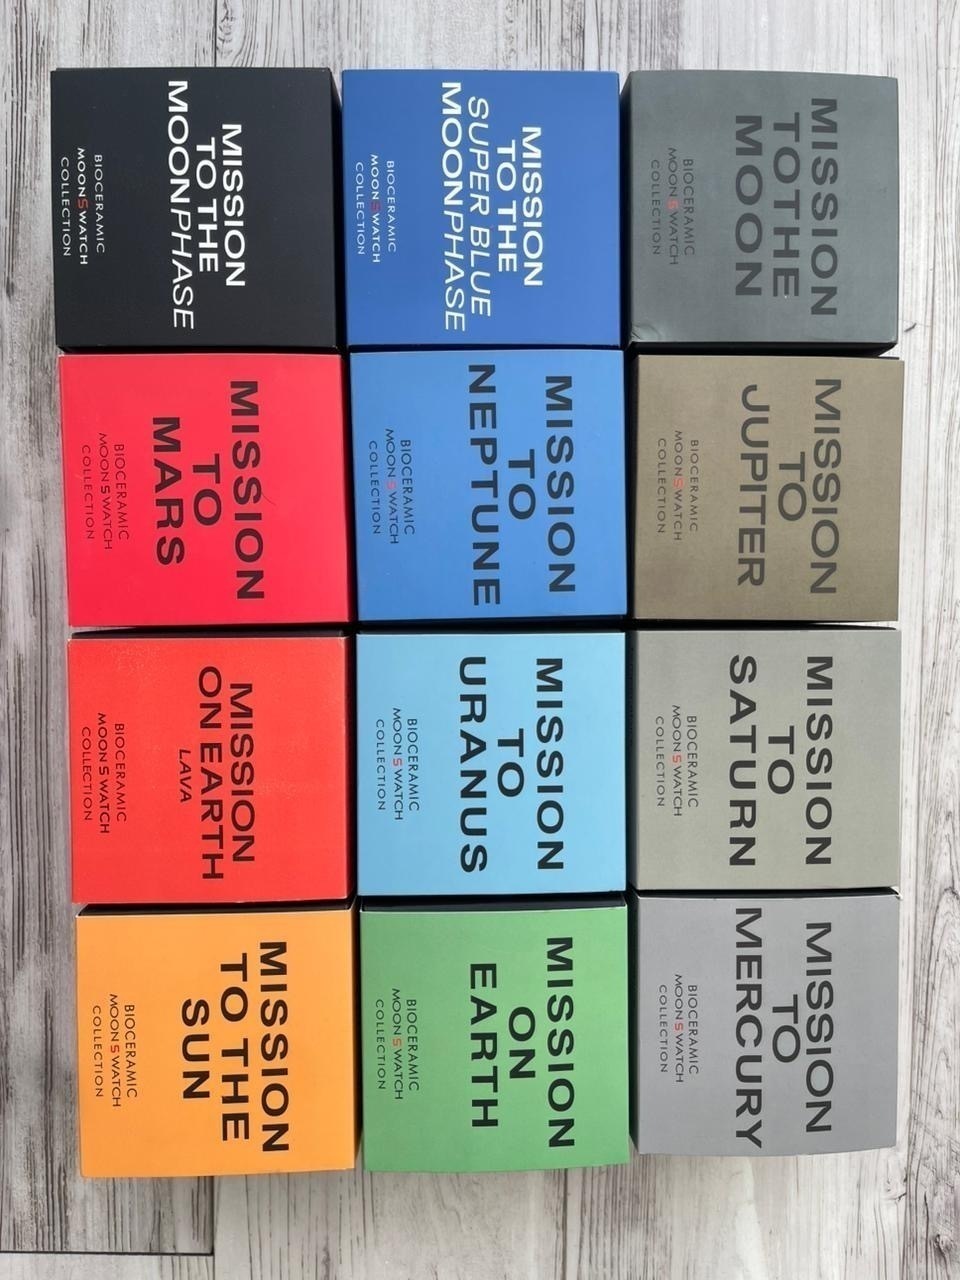 MISSION
TO THE
MOON
BIOCERAMIC
MOONSWATCH
COLLECTION
MISSION
TO
JUPITER
BIOCERAMIC
MOONSWATCH
COLLECTION
MISSION
TO
SATURN
BIOCERAMIC
MOONSWATCH
COLLECTION
MISSION
TO
MERCURY
BIOCERAMIC
MOONSWATCH
COLLECTION
MISSION
TO THE
SUPER BLUE
MOONPHASE
BIOCERAMIC
MOONSWATCH
COLLECTION
MISSION
TO
NEPTUNE
BIOCERAMIC
MOONSWATCH
COLLECTION
MISSION
TO
URANUS
BIOCERAMIC
MOONSWATCH
COLLECTION
MISSION
ON
EARTH
BIOCERAMIC
MOONSWATCH
COLLECTION
MISSION
TO THE
MOONPHASE
BIOCERAMIC
MOONSWATCH
COLLECTION
MISSION
TO
MARS
BIOCERAMIC
MOONSWATCH
COLLECTION
MISSION
ON EARTH
LAVA
BIOCERAMIC
MOONSWATCH
COLLECTION
MISSION
TO THE
SUN
BIOCERAMIC
MOONSWATCH
COLLECTION